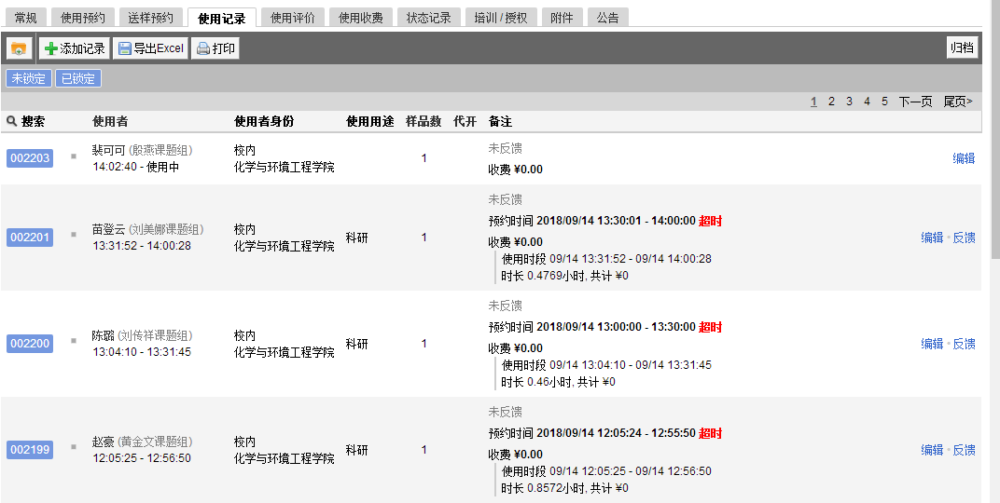 常规 使用预约 送样预约 使用记录 使用评价 使用收费 状态记录 培训 / 授权 附件 公告
添加记录 导出Excel 打印 归档
未锁定 已锁定
1 2 3 4 5 下一页 尾页>
搜索 使用者 使用者身份 使用用途 样品数 代开 备注
002203
裴可可 (殷燕课题组)
14:02:40 - 使用中
校内
化学与环境工程学院
1
未反馈
收费 ¥0.00
编辑
002201
苗登云 (刘美娜课题组)
13:31:52 - 14:00:28
校内
化学与环境工程学院
科研
1
未反馈
预约时间 2018/09/14 13:30:01 - 14:00:00 超时
收费 ¥0.00
使用时段 09/14 13:31:52 - 09/14 14:00:28
时长 0.4769小时, 共计 ¥0
编辑 反馈
002200
陈璐 (刘传祥课题组)
13:04:10 - 13:31:45
校内
化学与环境工程学院
科研
1
未反馈
预约时间 2018/09/14 13:00:00 - 13:30:00 超时
收费 ¥0.00
使用时段 09/14 13:04:10 - 09/14 13:31:45
时长 0.46小时, 共计 ¥0
编辑 反馈
002199
赵豪 (黄金文课题组)
12:05:25 - 12:56:50
校内
化学与环境工程学院
科研
1
未反馈
预约时间 2018/09/14 12:05:24 - 12:55:50 超时
收费 ¥0.00
使用时段 09/14 12:05:25 - 09/14 12:56:50
时长 0.8572小时, 共计 ¥0
编辑 反馈